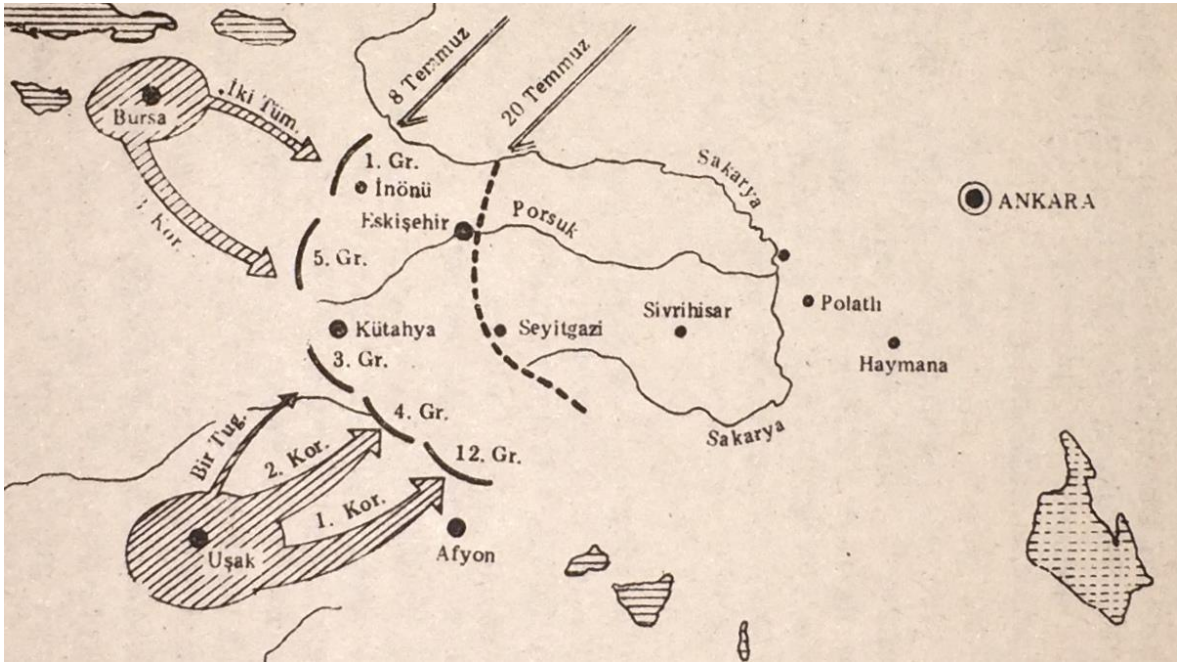 8 Temmuz
20 Temmuz
İki Tüm.
Bursa
1. Gr.
İnönü
Sakarya
ANKARA
Eskişehir
Porsuk
Kor.
5. Gr.
Kütahya
Seyitgazi
Sivrihisar
Polatlı
Haymana
3. Gr.
4. Gr.
Sakarya
Bir Tug.
2. Kor.
12. Gr.
1. Kor.
Uşak
Afyon